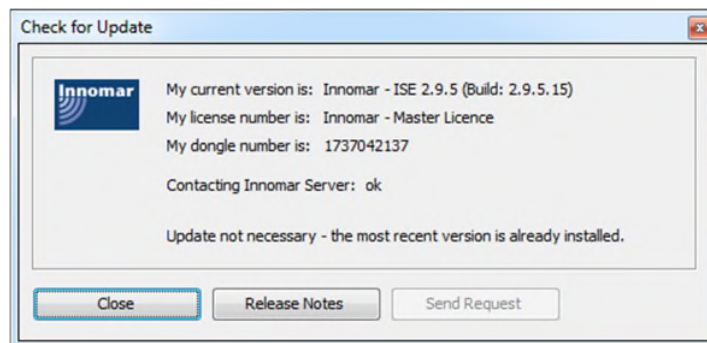 Check for Update
Innomar
My current version is: Innomar - ISE 2.9.5 (Build: 2.9.5.15)
My license number is: Innomar - Master Licence
My dongle number is: 1737042137
Contacting Innomar Server: ok
Update not necessary - the most recent version is already installed.
Close Release Notes Send Request